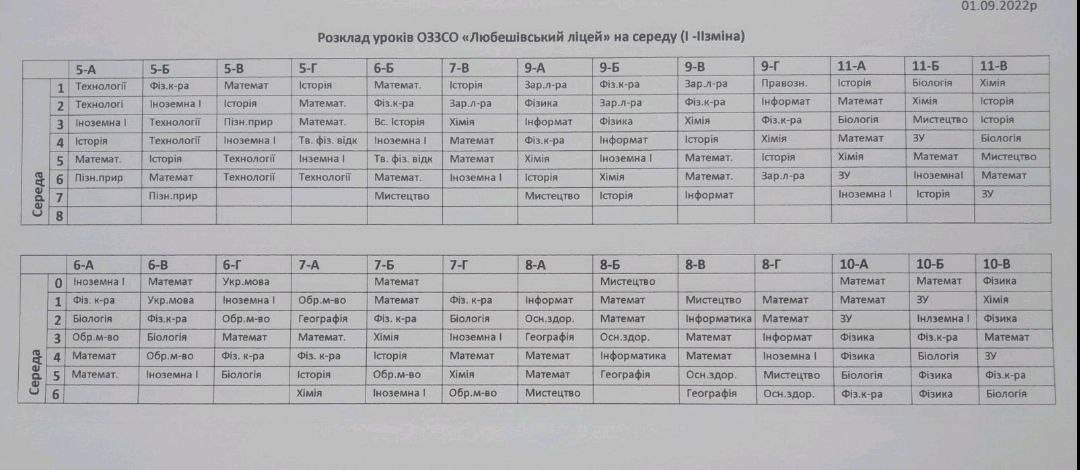 01.09.2022р
Розклад уроків ОЗЗСО «Любешівський ліцей» на середу (І -ІІзміна)
5-А 5-Б 5-В 5-Г 6-Б 7-В 9-А 9-Б 9-В 9-Г 11-А 11-Б 11-В
1 Технології Фіз.к-ра Математ Історія Математ. Історія Зар.л-ра Фіз.к-ра Зар.л-ра Правозн. Історія Біологія Хімія
2 Технологі Іноземна І Історія Математ. Фіз.к-ра Зар.л-ра Фізика Зар.л-ра Фіз.к-ра Інформат Математ Хімія Історія
3 Іноземна І Технології Пізн.прир Математ. Вс. Історія Хімія Інформат Фізика Хімія Фіз.к-ра Біологія Мистецтво Історія
4 Історія Технології Іноземна І Тв. фіз. відк Іноземна І Математ Фіз.к-ра Інформат Історія Хімія Математ ЗУ Біологія
5 Математ. Історія Технології Інземна І Тв. фіз. відк Математ Хімія Іноземна І Математ. Історія Хімія Математ Мистецтво
6 Пізн.прир Математ Технології Технології Математ. Іноземна І Історія Хімія Математ. Зар.л-ра ЗУ ІноземнаІ Математ
7 Пізн.прир Мистецтво Мистецтво Історія Інформат Іноземна І Історія ЗУ
8
Середа
6-А 6-В 6-Г 7-А 7-Б 7-Г 8-А 8-Б 8-В 8-Г 10-А 10-Б 10-В
0 Іноземна І Математ Укр.мова Математ Мистецтво Математ Математ Фізика
1 Фіз. к-ра Укр.мова Іноземна І Обр.м-во Математ Фіз. к-ра Інформат Математ Мистецтво Математ Математ ЗУ Хімія
2 Біологія Фіз.к-ра Обр.м-во Географія Фіз. к-ра Біологія Осн.здор. Математ Інформатика Математ ЗУ Інлземна І Фізика
3 Обр.м-во Біологія Математ Математ. Хімія Іноземна І Географія Осн.здор. Математ Інформат Фізика Фіз.к-ра Математ
4 Математ Обр.м-во Фіз. к-ра Фіз. к-ра Історія Математ Математ Інформатика Математ Іноземна І Фізика Біологія ЗУ
5 Математ. Іноземна І Біологія Історія Обр.м-во Хімія Математ Географія Осн.здор. Мистецтво Біологія Фізика Фіз.к-ра
6 Хімія Іноземна І Обр.м-во Мистецтво Географія Осн.здор. Фіз.к-ра Фізика Біологія
Середа